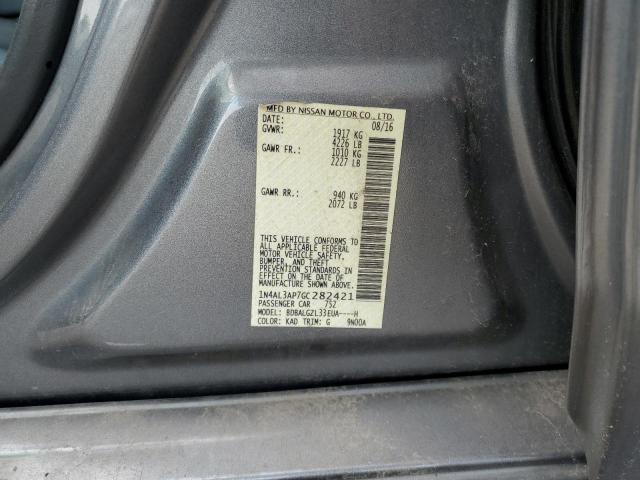 MFD BY NISSAN MOTOR CO., LTD.
DATE: 08/16
GVWR: 1917 KG
4226 LB
GAWR FR.: 1010 KG
2227 LB
GAWR RR.: 940 KG
2072 LB
THIS VEHICLE CONFORMS TO
ALL APPLICABLE FEDERAL
MOTOR VEHICLE SAFETY,
BUMPER, AND THEFT
PREVENTION STANDARDS IN
EFFECT ON THE DATE OF
MANUFACTURE SHOWN ABOVE.
1N4AL3AP7GC282421
PASSENGER CAR 752
MODEL: BDBALGZL33EUA----H
COLOR: KAD TRIM: G 9N00A